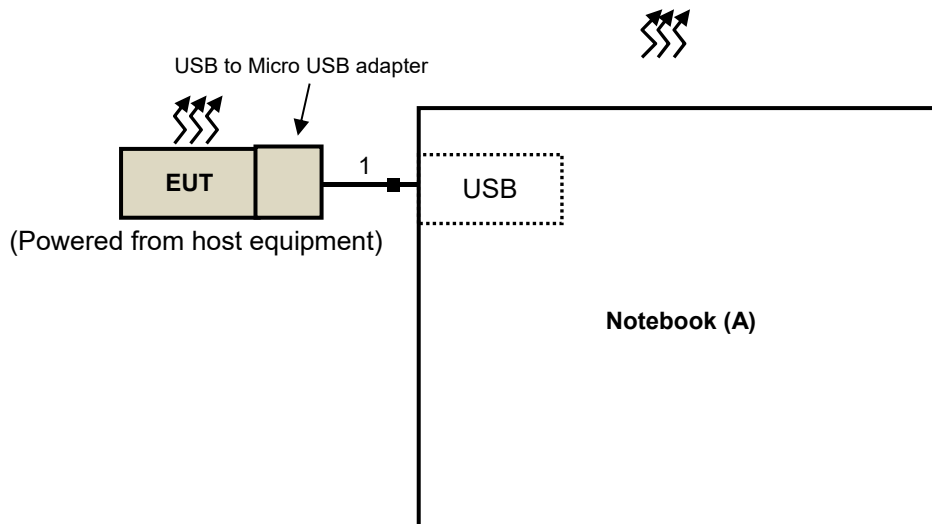 USB to Micro USB adapter
EUT
1
USB
(Powered from host equipment)
Notebook (A)